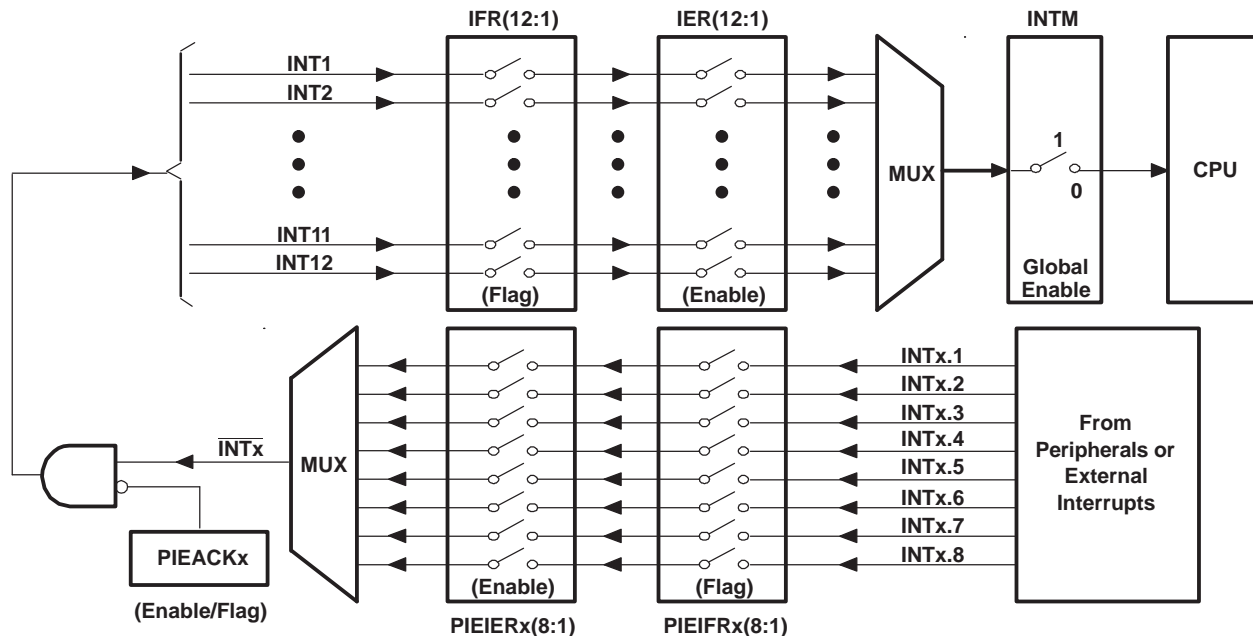 IFR(12:1) IER(12:1) INTM
INT1
INT2
1
MUX
CPU
0
INT11
INT12
Global
Enable
(Flag) (Enable)
INTx.1
INTx.2
INTx.3
INTx.4
INTx.5
INTx.6
INTx.7
INTx.8
From
Peripherals or
External
Interrupts
INTx
MUX
PIEACKx
(Enable/Flag)
(Enable) (Flag)
PIEIERx(8:1) PIEIFRx(8:1)